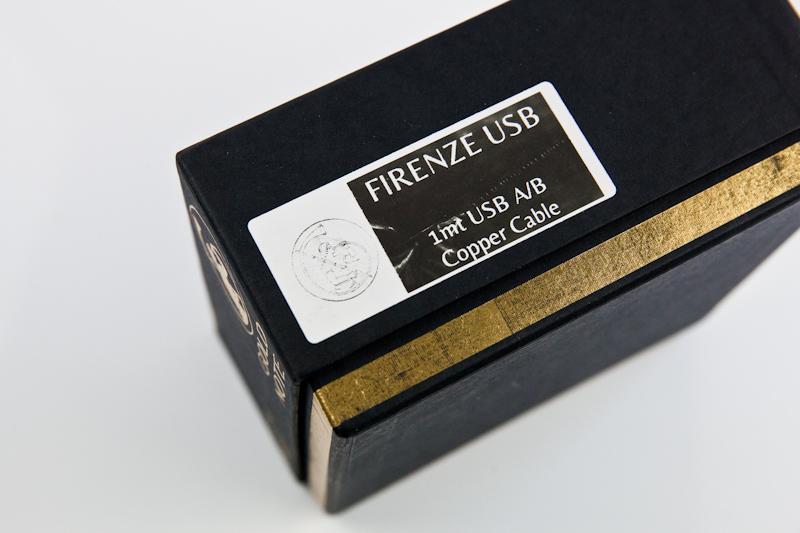 FIRENZE USB
1mt USB A/B
Copper Cable